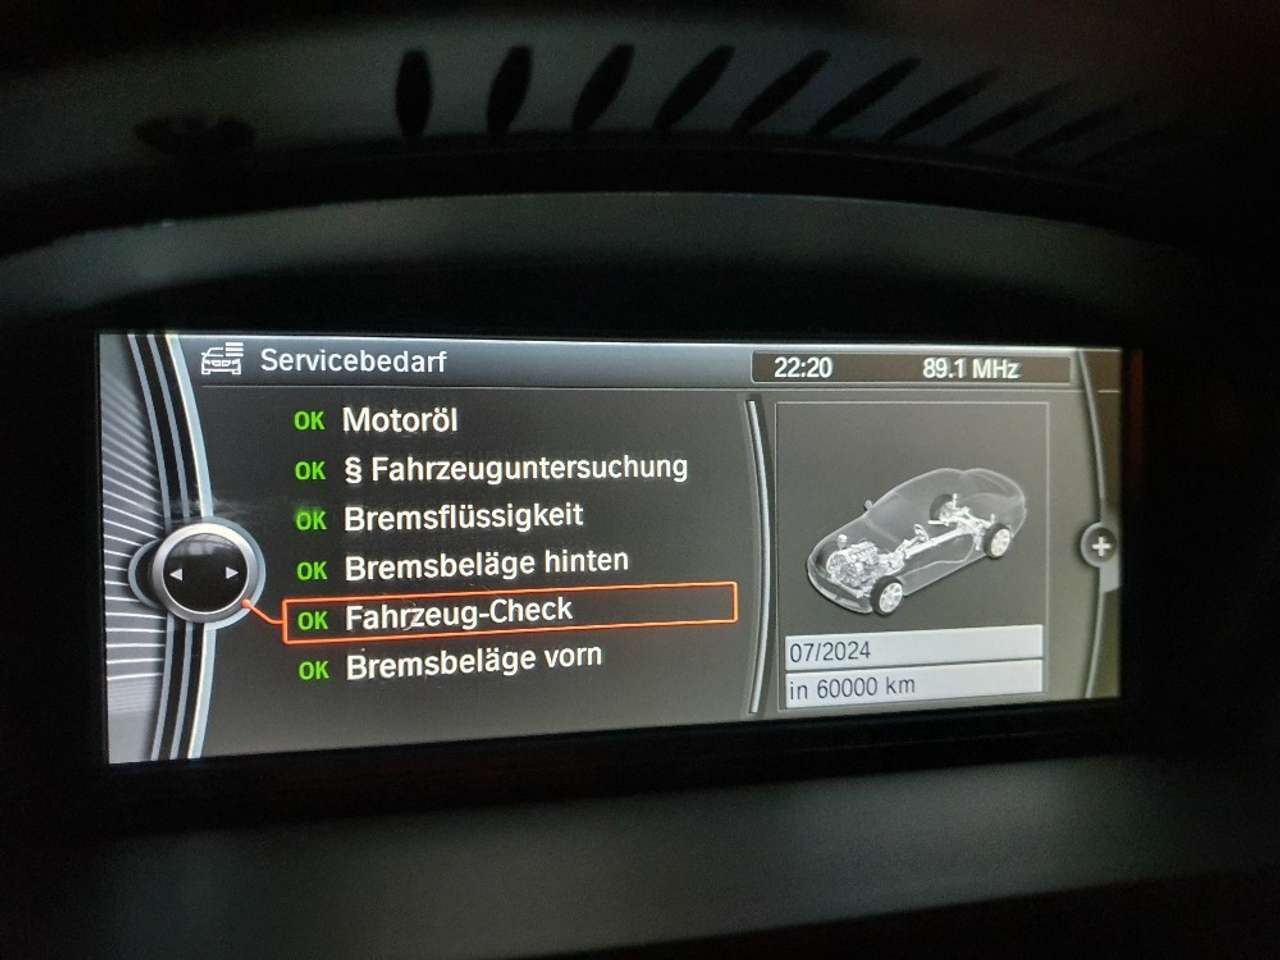 Servicebedarf
22:20 89.1 MHz
OK Motoröl
OK § Fahrzeuguntersuchung
OK Bremsflüssigkeit
OK Bremsbeläge hinten
OK Fahrzeug-Check
OK Bremsbeläge vorn
07/2024
in 60000 km